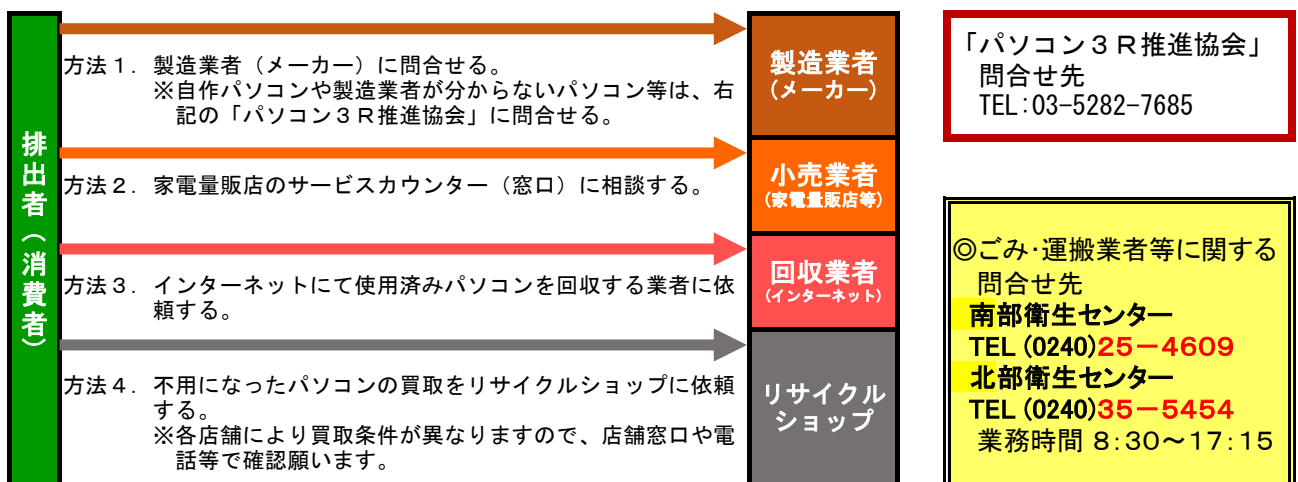 排出者（消費者）
方法１．製造業者（メーカー）に問合せる。
※自作パソコンや製造業者が分からないパソコン等は、右
記の「パソコン３Ｒ推進協会」に問合せる。
製造業者
(メーカー)
方法２．家電量販店のサービスカウンター（窓口）に相談する。
小売業者
(家電量販店等)
方法３．インターネットにて使用済みパソコンを回収する業者に依
頼する。
回収業者
(インターネット)
方法４．不用になったパソコンの買取をリサイクルショップに依頼
する。
※各店舗により買取条件が異なりますので、店舗窓口や電
話等で確認願います。
リサイクル
ショップ
「パソコン３Ｒ推進協会」
問合せ先
TEL:03-5282-7685
◎ごみ・運搬業者等に関する
問合せ先
南部衛生センター
TEL (0240)25－4609
北部衛生センター
TEL (0240)35－5454
業務時間 8:30～17:15